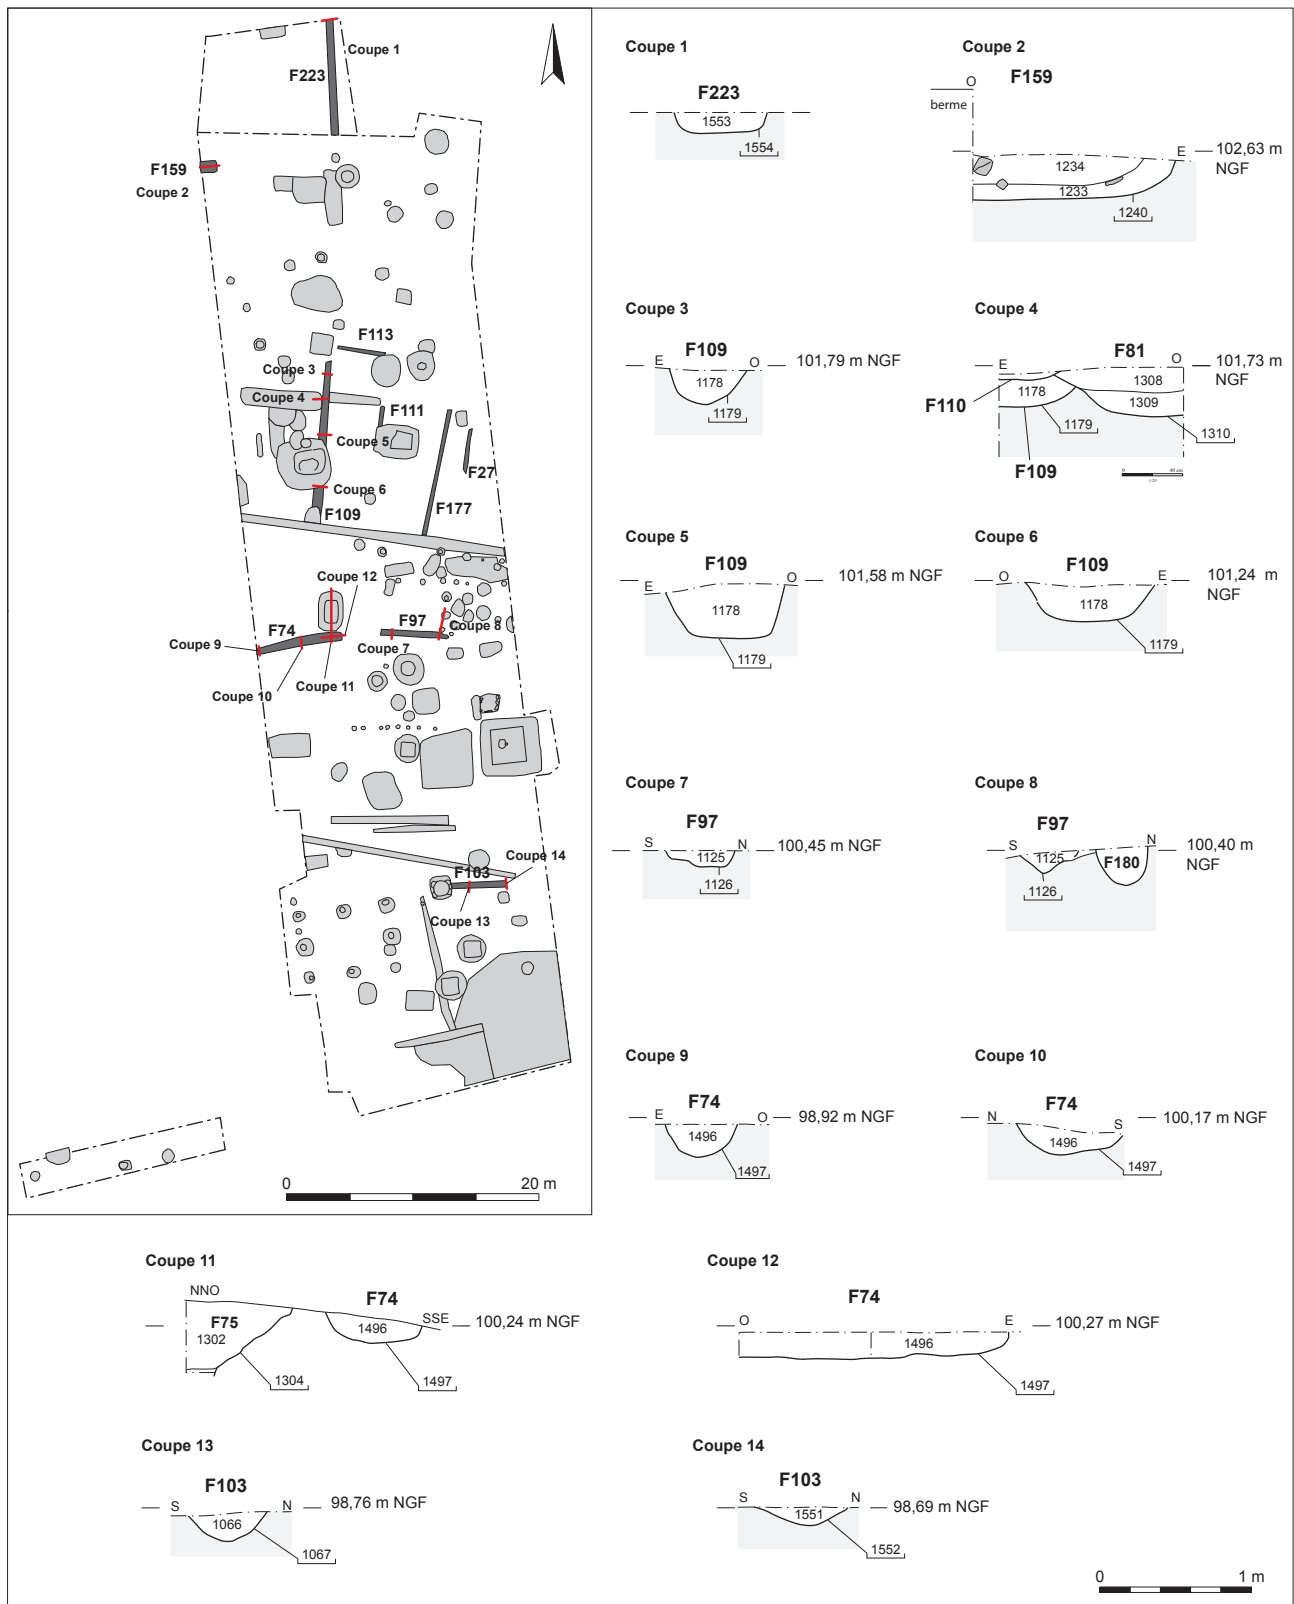 Coupe 1
F223
F159
Coupe 2
F113
Coupe 3
Coupe 4
F111
Coupe 5
F27
Coupe 6
F177
F109
Coupe 12
F74
F97
Coupe 8
Coupe 9
Coupe 7
Coupe 10
Coupe 11
Coupe 14
F103
Coupe 13
0 20 m
Coupe 1
F223
1553
1554
Coupe 2
O
F159
berme
E
102,63 m
NGF
1234
1233
1240
Coupe 3
E
F109
O
101,79 m NGF
1178
1179
Coupe 4
E
F81
O
101,73 m
NGF
1308
1178
1309
F110
1179
1310
F109
0 40 cm
Coupe 5
E
F109
O
101,58 m NGF
1178
1179
Coupe 6
O
F109
E
101,24 m
NGF
1178
1179
Coupe 7
F97
S
N
100,45 m NGF
1125
1126
Coupe 8
F97
S
N
100,40 m
NGF
1125
F180
1126
Coupe 9
F74
E
O
98,92 m NGF
1496
1497
Coupe 10
F74
N
S
100,17 m NGF
1496
1497
Coupe 11
NNO
F74
F75
SSE
100,24 m NGF
1302
1496
1304
1497
Coupe 12
F74
O
E
100,27 m NGF
1496
1497
Coupe 13
F103
S
N
98,76 m NGF
1066
1067
Coupe 14
F103
S
N
98,69 m NGF
1551
1552
0 1 m